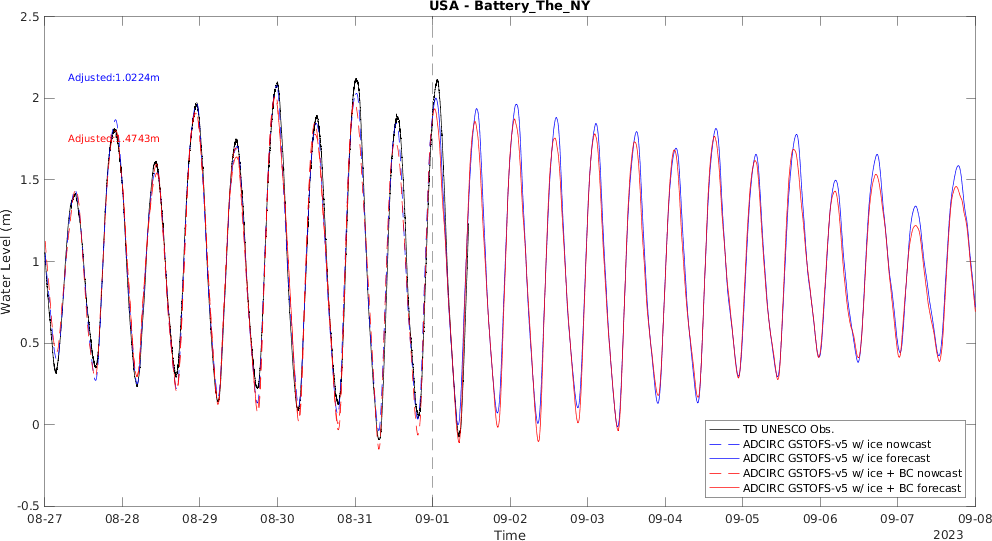 USA - Battery_The_NY
2.5
2
1.5
1
0.5
0
-0.5
Water Level (m)
Adjusted:1.0224m
Adjusted:1.4743m
TD UNESCO Obs.
ADCIRC GSTOFS-v5 w/ ice nowcast
ADCIRC GSTOFS-v5 w/ ice forecast
ADCIRC GSTOFS-v5 w/ ice + BC nowcast
ADCIRC GSTOFS-v5 w/ ice + BC forecast
08-27 08-28 08-29 08-30 08-31 09-01 09-02 09-03 09-04 09-05 09-06 09-07 09-08
Time
2023